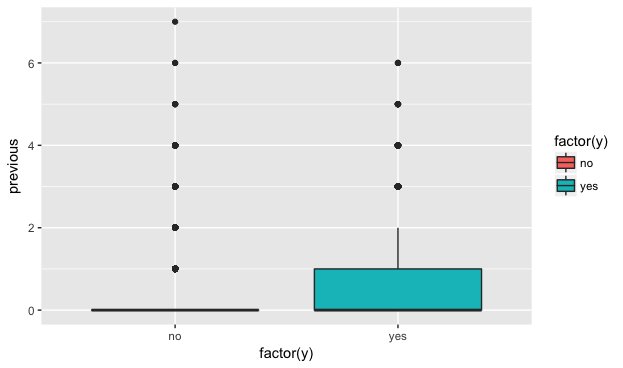 previous
6
4
2
0
no
yes
factor(y)
factor(y)
no
yes